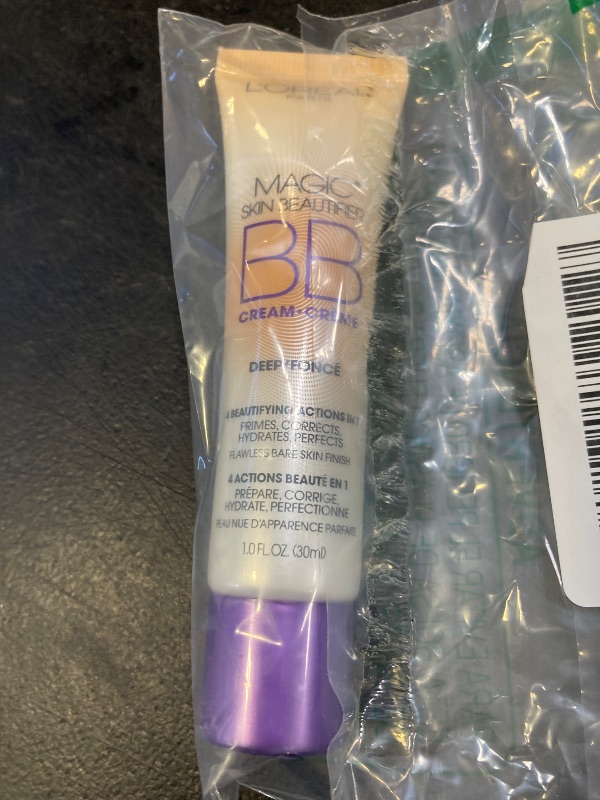 L'ORÉAL
PARIS
MAGIC
SKIN BEAUTIFIER
BB
CREAM•CRÈME
DEEP/FONCÉ
4 BEAUTIFYING ACTIONS IN 1
PRIMES, CORRECTS,
HYDRATES, PERFECTS
FLAWLESS BARE SKIN FINISH
4 ACTIONS BEAUTÉ EN 1
PRÉPARE, CORRIGE,
HYDRATE, PERFECTIONNE
PEAU NUE D'APPARENCE PARFAITE
1.0 FL.OZ. (30ml)